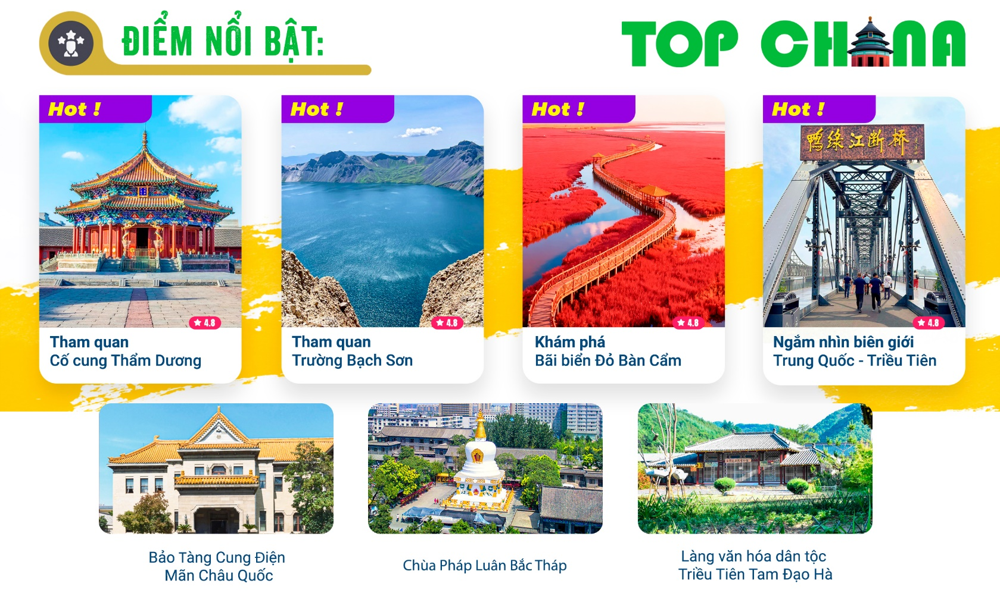 ĐIỂM NỔI BẬT:
TOP CHINA
Hot !
Hot !
Hot !
Hot !
鸭绿江断桥
4.8
4.8
4.8
4.8
Tham quan
Cố cung Thẩm Dương
Tham quan
Trường Bạch Sơn
Khám phá
Bãi biển Đỏ Bàn Cẩm
Ngắm nhìn biên giới
Trung Quốc - Triều Tiên
Bảo Tàng Cung Điện
Mãn Châu Quốc
Chùa Pháp Luân Bắc Tháp
Làng văn hóa dân tộc
Triều Tiên Tam Đạo Hà